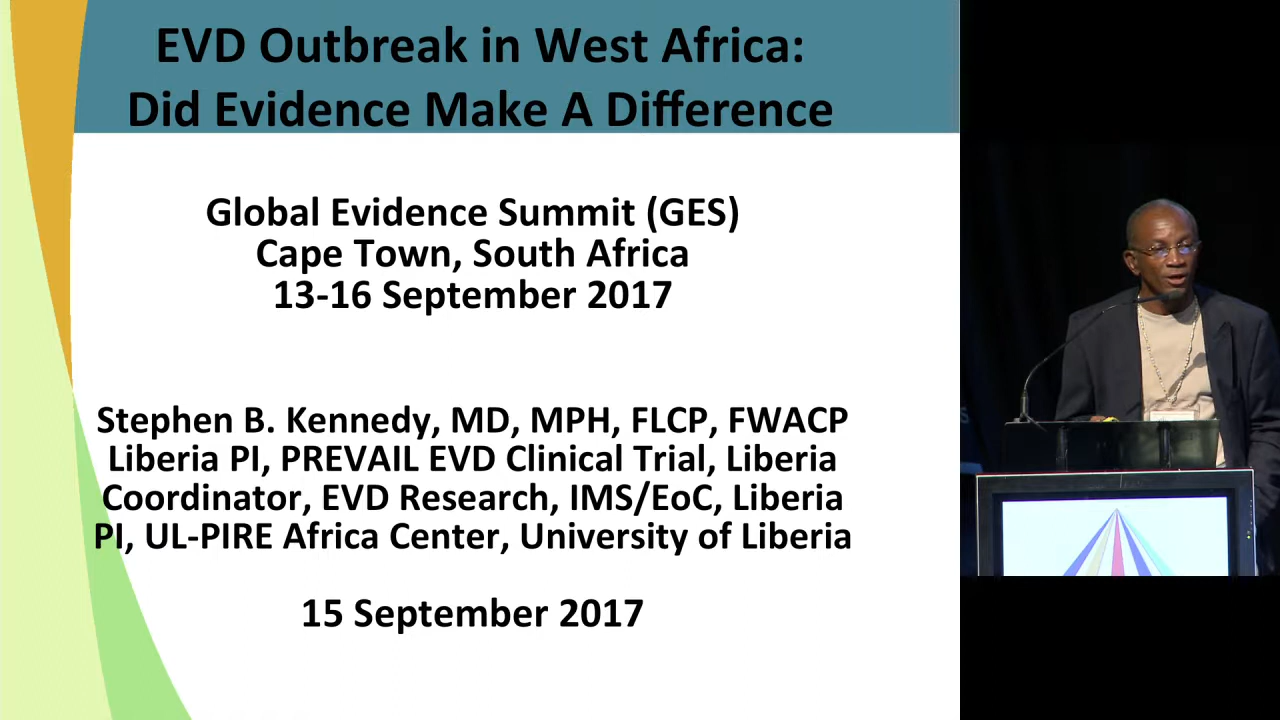 EVD Outbreak in West Africa:
Did Evidence Make A Difference
Global Evidence Summit (GES)
Cape Town, South Africa
13-16 September 2017
Stephen B. Kennedy, MD, MPH, FLCP, FWACP
Liberia PI, PREVAIL EVD Clinical Trial, Liberia
Coordinator, EVD Research, IMS/EoC, Liberia
PI, UL-PIRE Africa Center, University of Liberia
15 September 2017